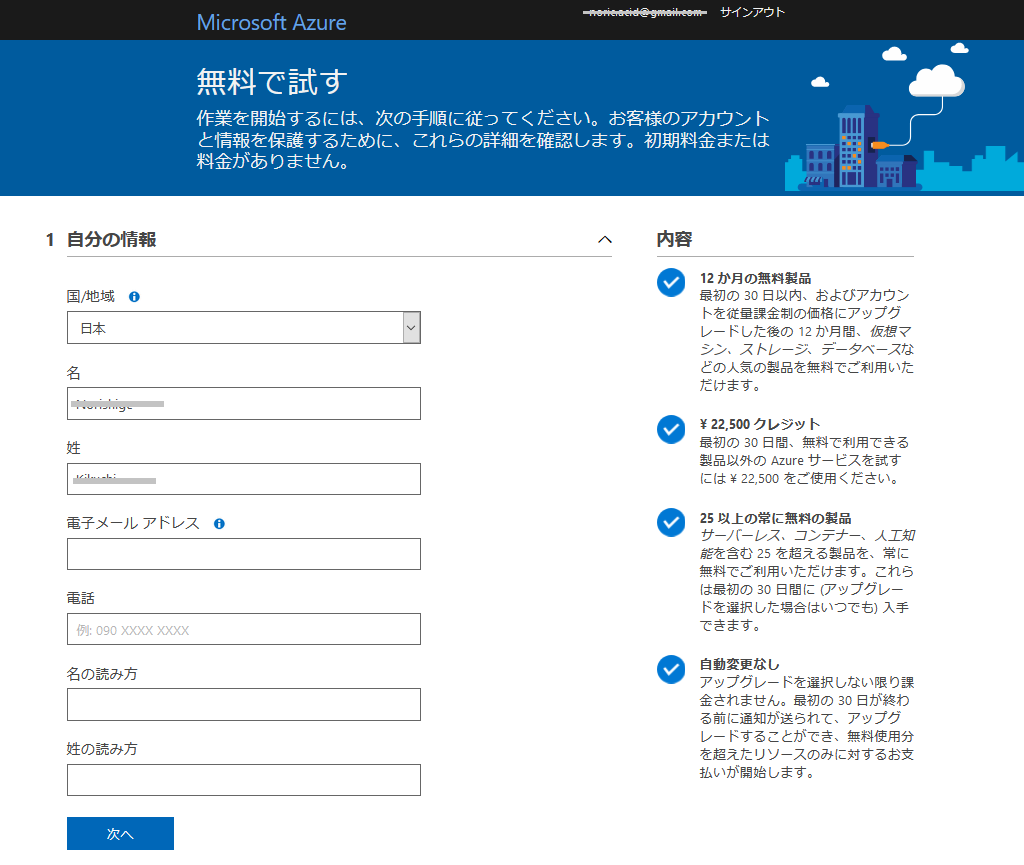 Microsoft Azure
サインアウト
無料で試す
作業を開始するには、次の手順に従ってください。お客様のアカウント
と情報を保護するために、これらの詳細を確認します。初期料金または
料金がありません。
1 自分の情報
国/地域
日本
名
姓
電子メール アドレス
電話
例: 090 XXXX XXXX
名の読み方
姓の読み方
次へ
内容
12 か月の無料製品
最初の 30 日以内、およびアカウン
トを従量課金制の価格にアップグ
レードした後の 12 か月間、仮想マ
シン、ストレージ、データベースな
どの人気の製品を無料でご利用いた
だけます。
¥ 22,500 クレジット
最初の 30 日間、無料で利用できる
製品以外の Azure サービスを試す
には ¥ 22,500 をご使用ください。
25 以上の常に無料の製品
サーバーレス、コンテナー、人工知
能を含む 25 を超える製品を、常に
無料でご利用いただけます。これら
は最初の 30 日間に (アップグレー
ドを選択した場合はいつでも) 入手
できます。
自動変更なし
アップグレードを選択しない限り課
金されません。最初の 30 日が終わ
る前に通知が送られて、アップグ
レードすることができ、無料使用分
を超えたリソースのみに対するお支
払いが開始します。